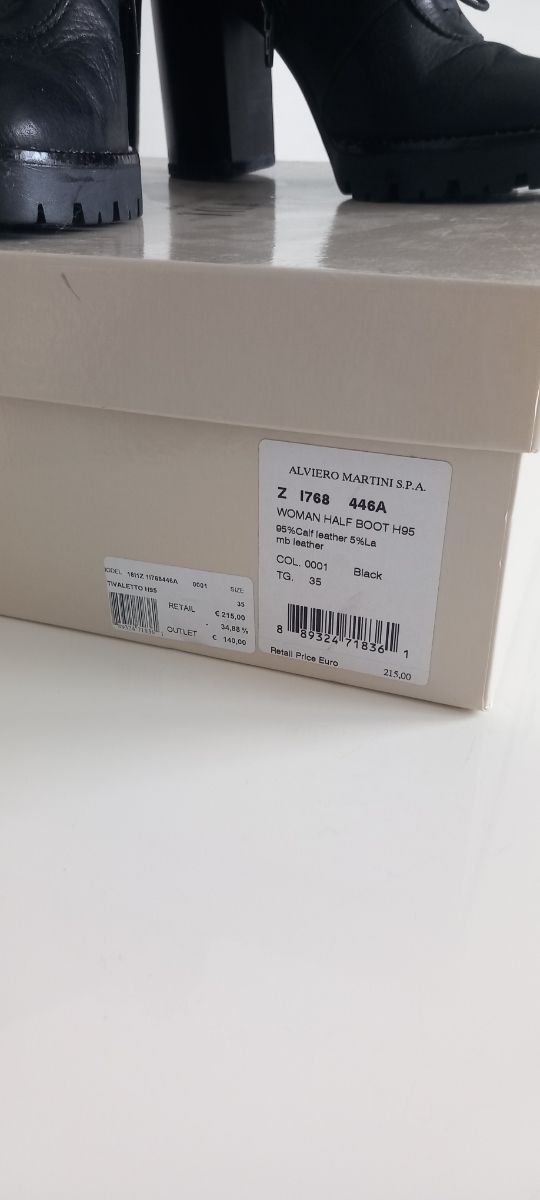 ALVIERO MARTINI S.P.A.
Z I768 446A
WOMAN HALF BOOT H95
95%Calf leather 5%La
mb leather
COL. 0001 Black
TG. 35
8 89324 71836 1
Retail Price Euro 215,00
0001 SIZE
TIVALETTO H95 35
RETAIL € 215,00
- 34,88 %
OUTLET € 140,00